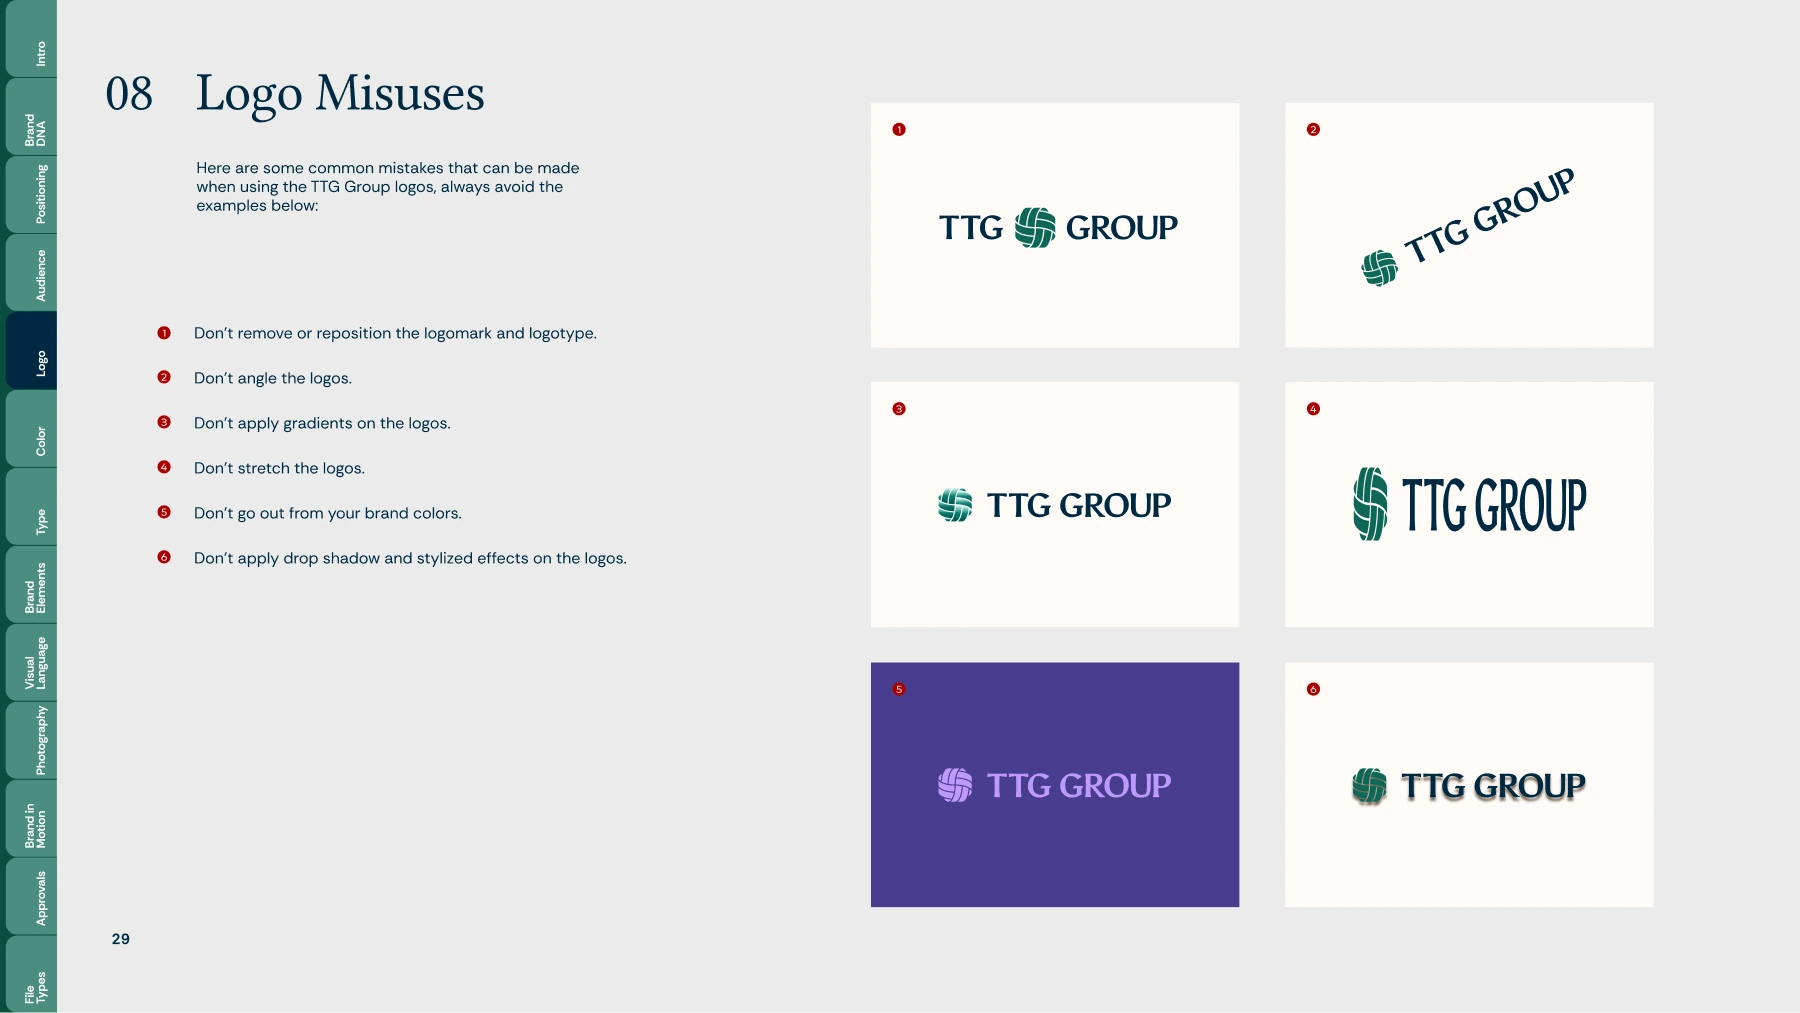 Intro
Brand
DNA
Positioning
Audience
Logo
Color
Type
Brand
Elements
Visual
Language
Photography
Brand in
Motion
Approvals
File
Types
08 Logo Misuses
Here are some common mistakes that can be made
when using the TTG Group logos, always avoid the
examples below:
1 Don’t remove or reposition the logomark and logotype.
2 Don’t angle the logos.
3 Don’t apply gradients on the logos.
4 Don’t stretch the logos.
5 Don’t go out from your brand colors.
6 Don’t apply drop shadow and stylized effects on the logos.
29
1
TTG GROUP
2
TTG GROUP
3
TTG GROUP
4
TTG GROUP
5
TTG GROUP
6
TTG GROUP